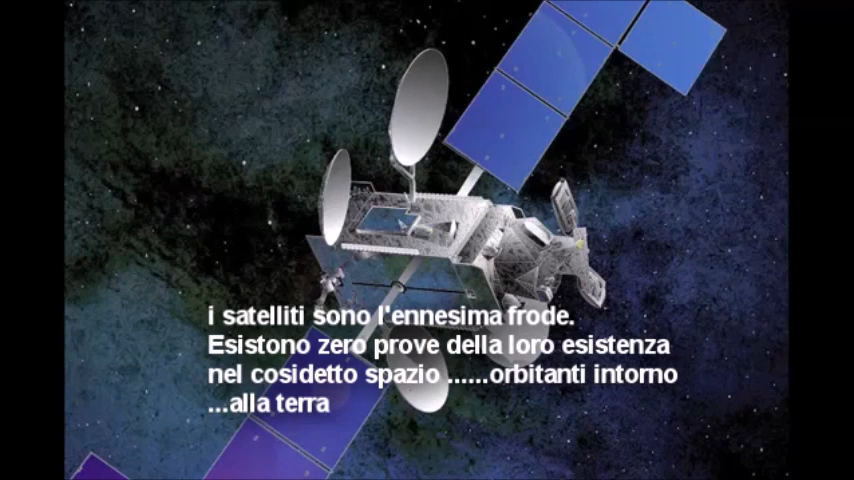 i satelliti sono l'ennesima frode.
Esistono zero prove della loro esistenza
nel cosidetto spazio ......orbitanti intorno
...alla terra